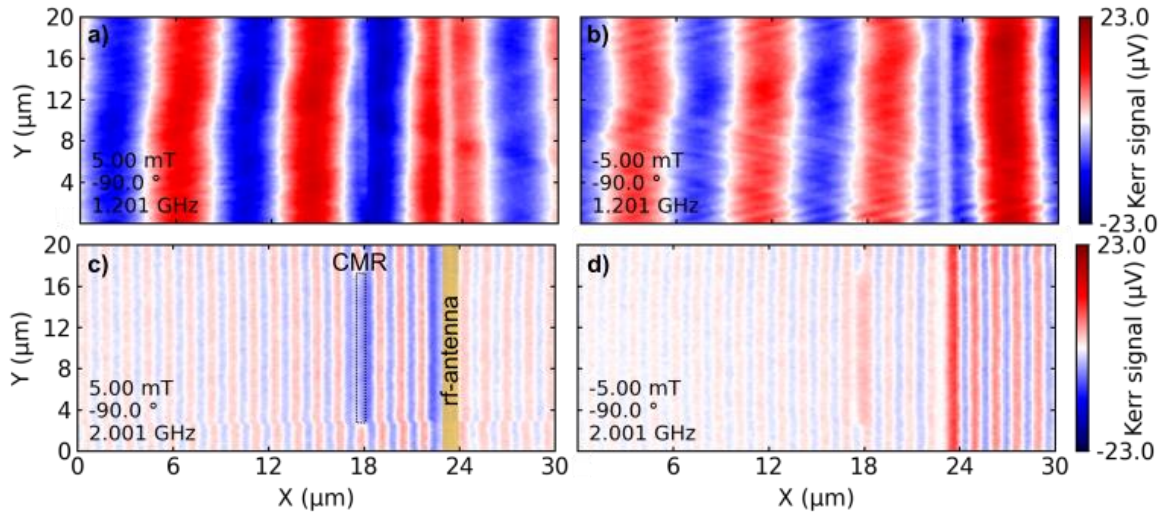 20
16
12
8
4
Y (μm)
a)
5.00 mT
-90.0 °
1.201 GHz
b)
-5.00 mT
-90.0 °
1.201 GHz
23.0
Kerr signal (μV)
-23.0
20
16
12
8
4
0
Y (μm)
c)
CMR
rf-antenna
5.00 mT
-90.0 °
2.001 GHz
0 6 12 18 24 30
X (μm)
d)
-5.00 mT
-90.0 °
2.001 GHz
6 12 18 24 30
X (μm)
23.0
Kerr signal (μV)
-23.0